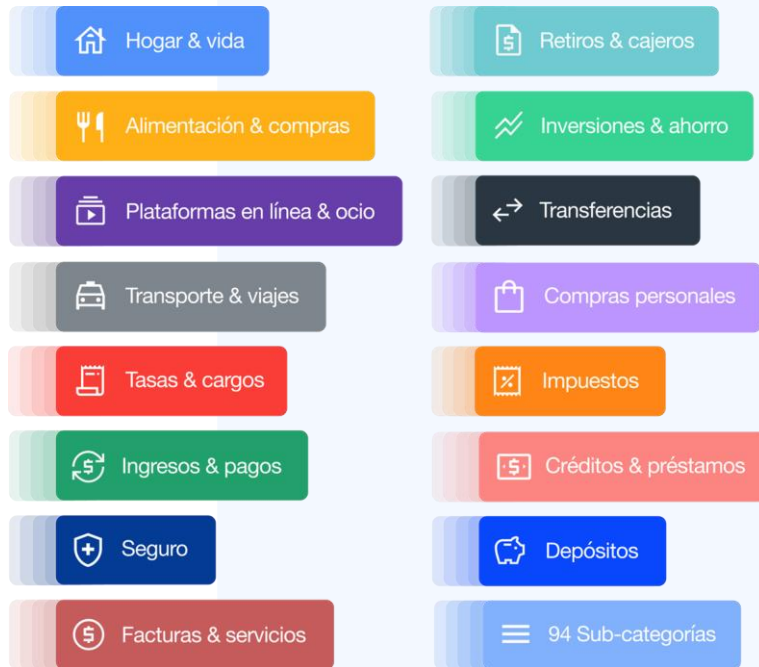 Hogar & vida
Retiros & cajeros
Alimentación & compras
Inversiones & ahorro
Plataformas en línea & ocio
Transferencias
Transporte & viajes
Compras personales
Tasas & cargos
Impuestos
Ingresos & pagos
Créditos & préstamos
Seguro
Depósitos
Facturas & servicios
94 Sub-categorías